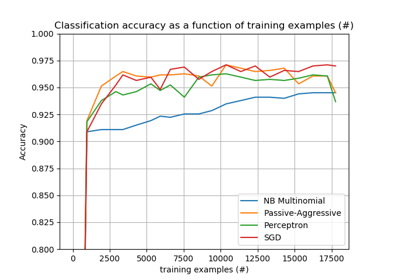 Classification accuracy as a function of training examples (#)
1.000
0.975
0.950
0.925
0.900
0.875
0.850
0.825
0.800
Accuracy
NB Multinomial
Passive-Aggressive
Perceptron
SGD
0 2500 5000 7500 10000 12500 15000 17500
training examples (#)